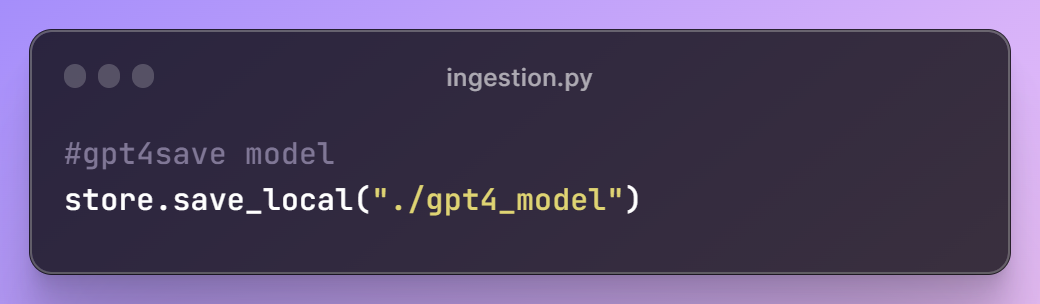 ingestion.py
#gpt4save model
store.save_local("./gpt4_model")